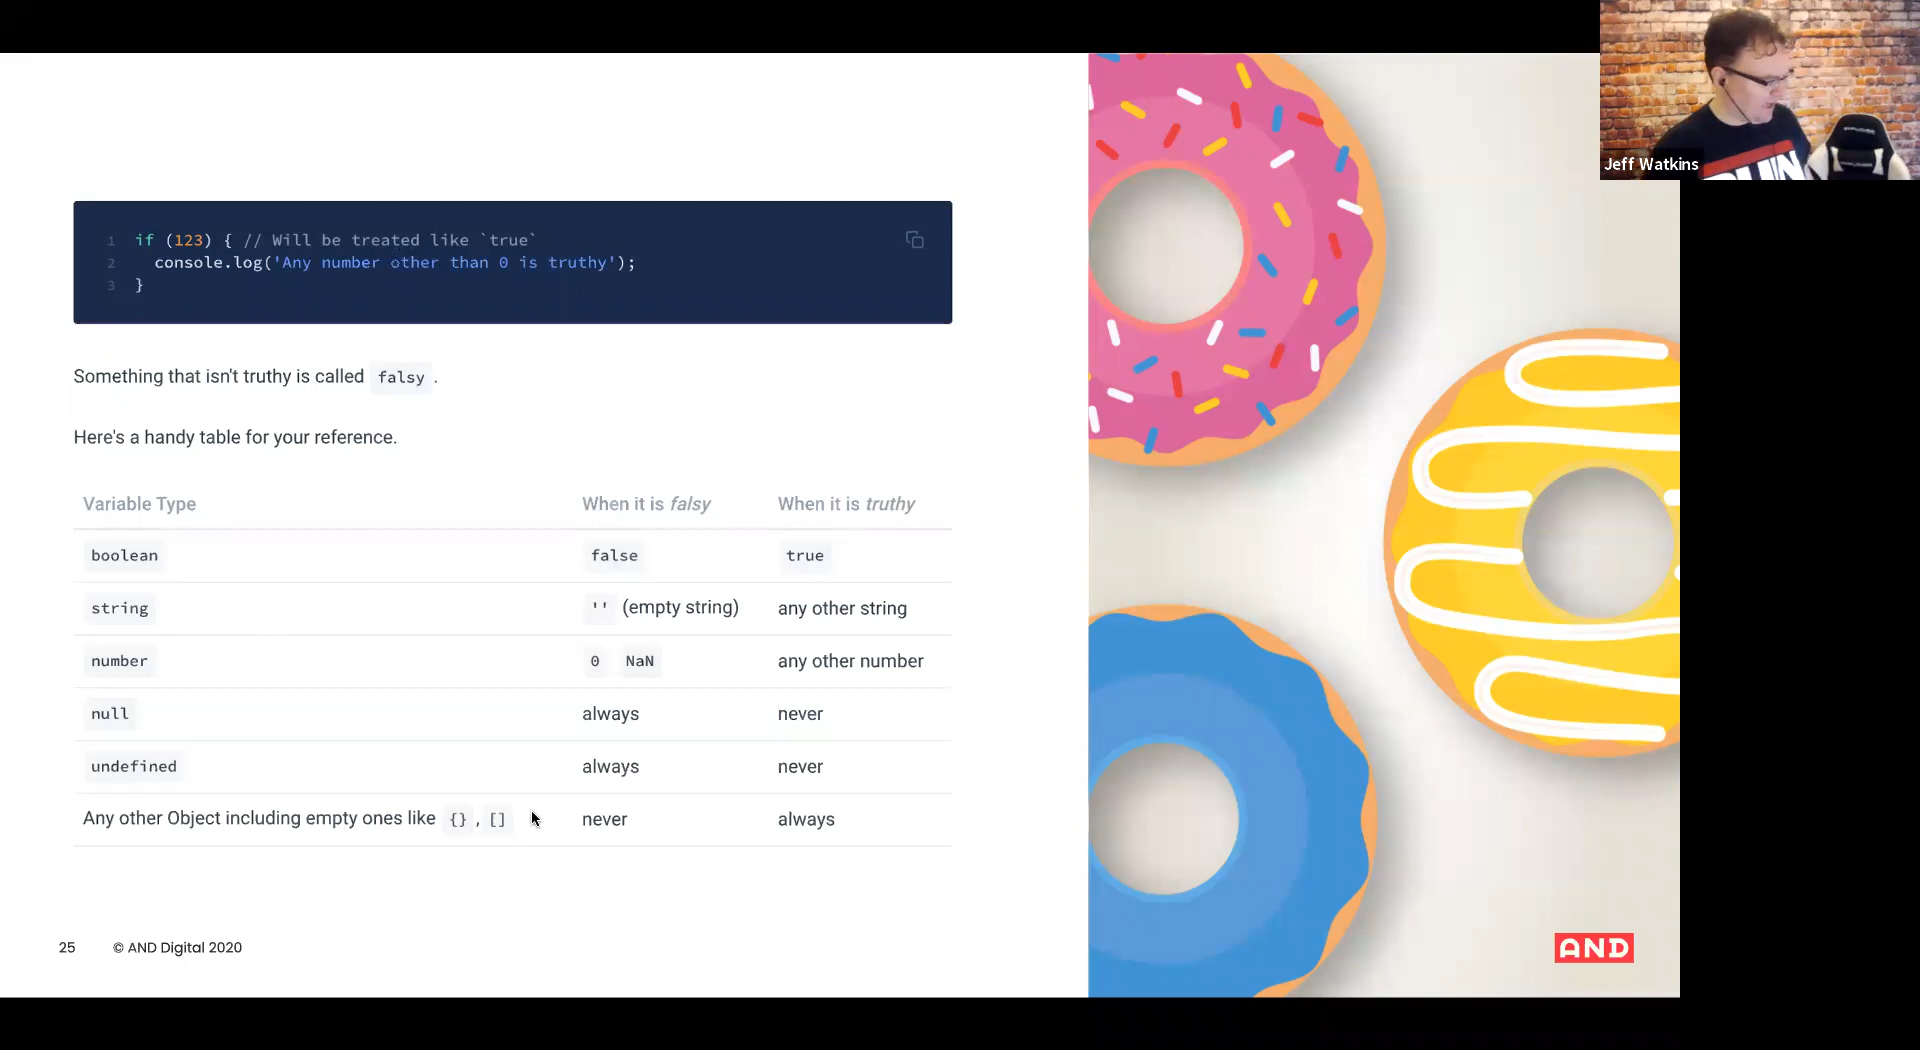 Jeff Watkins
1 if (123) { // Will be treated like `true`
2 console.log('Any number other than 0 is truthy');
3 }
Something that isn't truthy is called falsy .
Here's a handy table for your reference.
Variable Type When it is falsy When it is truthy
boolean false true
string '' (empty string) any other string
number 0 NaN any other number
null always never
undefined always never
Any other Object including empty ones like {} , [] never always
25 © AND Digital 2020
AND